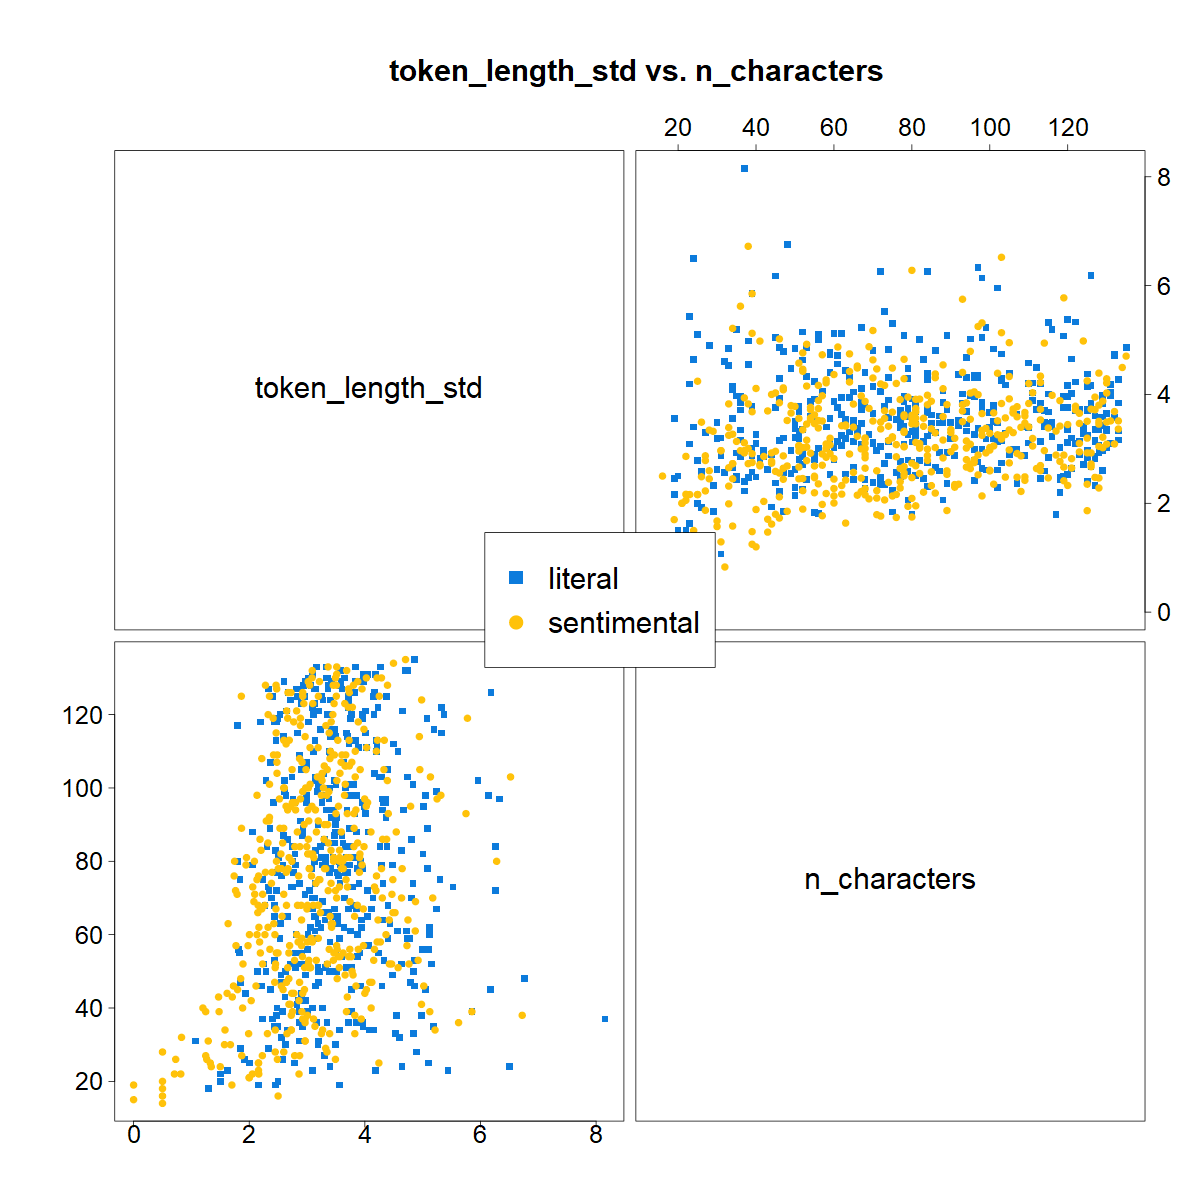 token_length_std vs. n_characters
20 40 60 80 100 120
8
6
4
2
0
token_length_std
literal
sentimental
120
100
80
60
40
20
n_characters
0 2 4 6 8